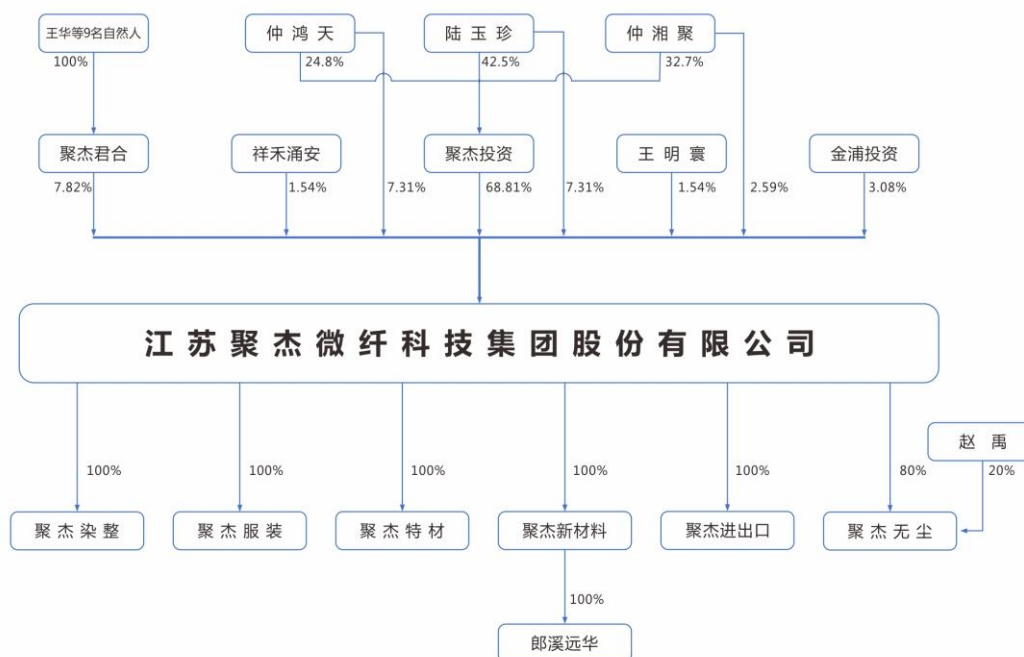 王华等9名自然人
仲 鸿 天
陆 玉 珍
仲 湘 聚
100%
24.8%
42.5%
32.7%
聚杰君合
祥禾涌安
聚杰投资
王 明 寰
金浦投资
7.82%
1.54%
7.31%
68.81%
7.31%
1.54%
2.59%
3.08%
江苏聚杰微纤科技集团股份有限公司
赵 禹
100%
100%
100%
100%
100%
80%
20%
聚 杰 染 整
聚 杰 服 装
聚 杰 特 材
聚杰新材料
聚杰进出口
聚 杰 无 尘
100%
郎溪远华